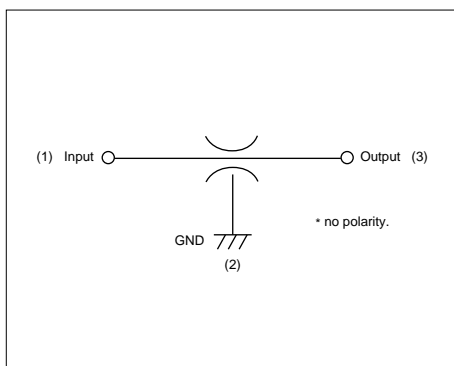 (1) Input Output (3)
* no polarity.
GND
(2)